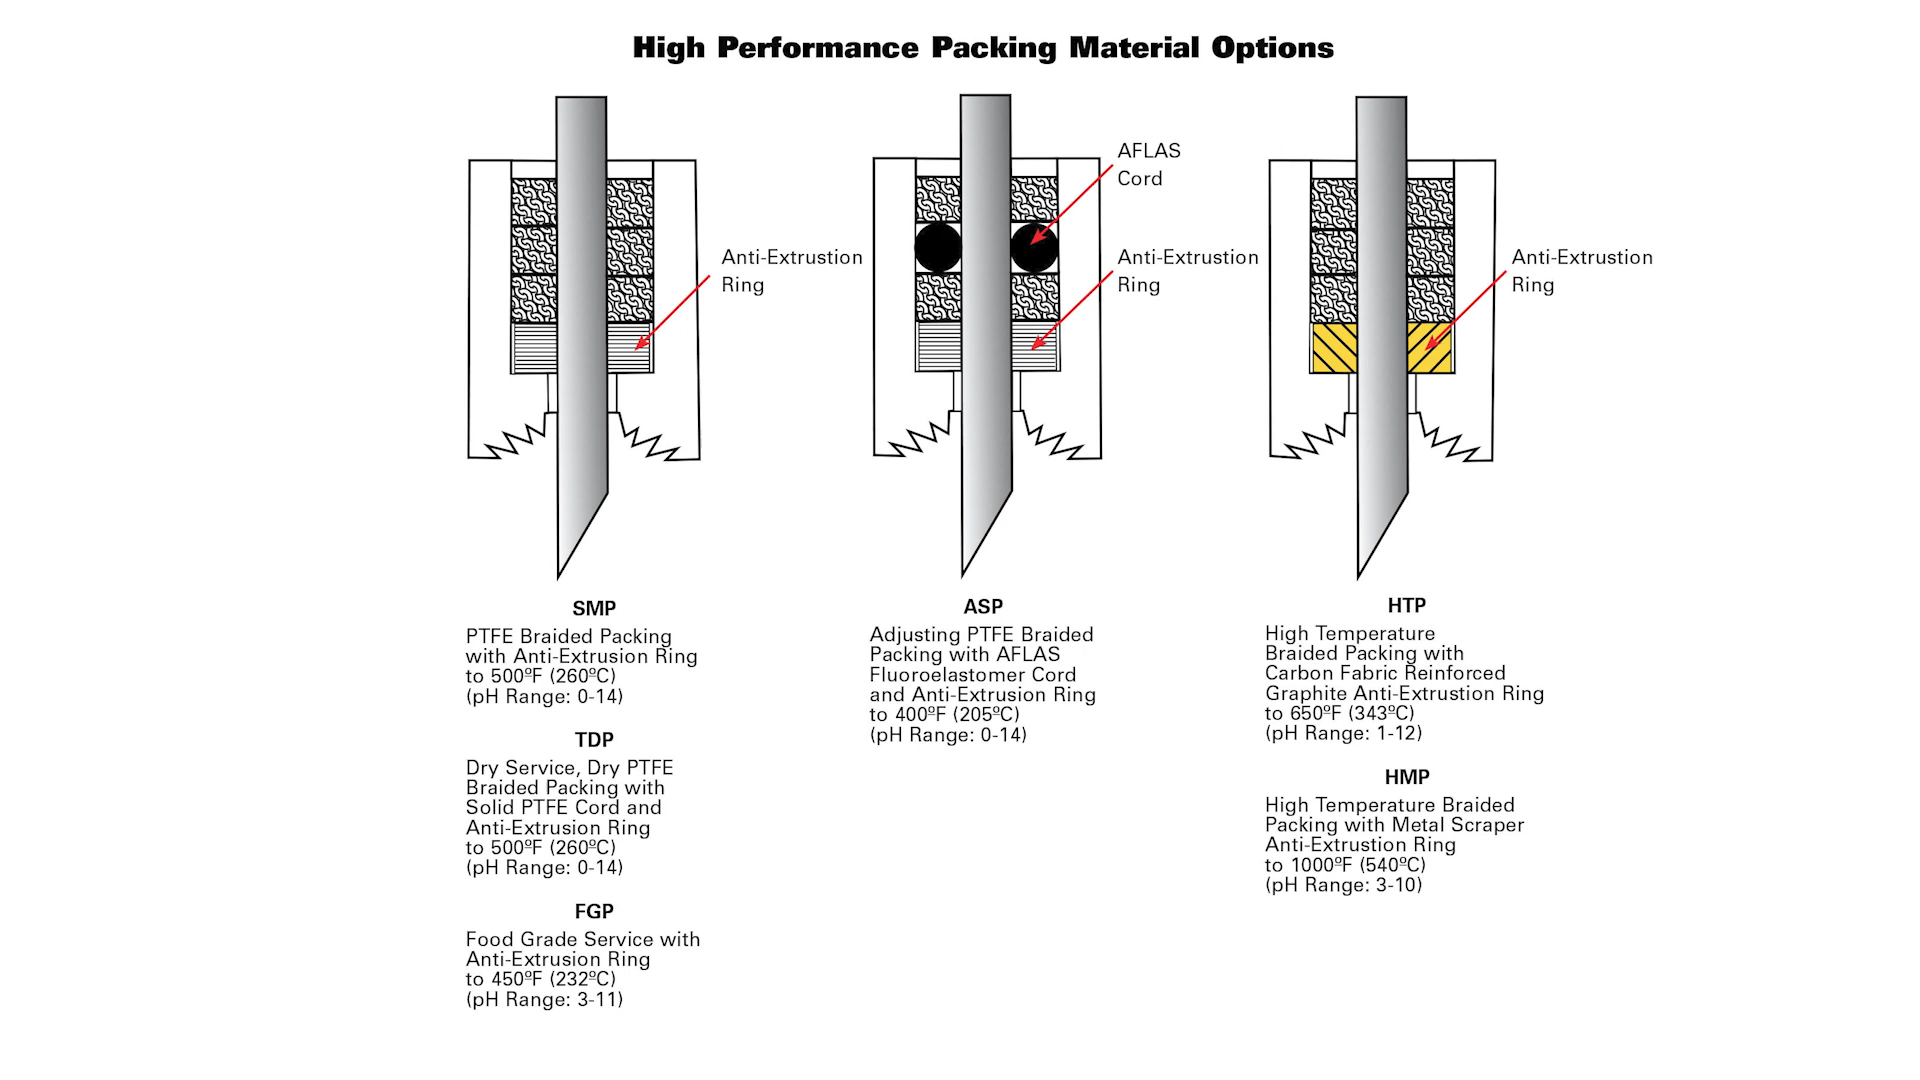 High Performance Packing Material Options
AFLAS
Cord
Anti-Extrustion
Ring
Anti-Extrustion
Ring
Anti-Extrustion
Ring
SMP
PTFE Braided Packing
with Anti-Extrusion Ring
to 500ºF (260ºC)
(pH Range: 0-14)
TDP
Dry Service, Dry PTFE
Braided Packing with
Solid PTFE Cord and
Anti-Extrusion Ring
to 500ºF (260ºC)
(pH Range: 0-14)
FGP
Food Grade Service with
Anti-Extrusion Ring
to 450ºF (232ºC)
(pH Range: 3-11)
ASP
Adjusting PTFE Braided
Packing with AFLAS
Fluoroelastomer Cord
and Anti-Extrusion Ring
to 400ºF (205ºC)
(pH Range: 0-14)
HTP
High Temperature
Braided Packing with
Carbon Fabric Reinforced
Graphite Anti-Extrustion Ring
to 650ºF (343ºC)
(pH Range: 1-12)
HMP
High Temperature Braided
Packing with Metal Scraper
Anti-Extrustion Ring
to 1000ºF (540ºC)
(pH Range: 3-10)